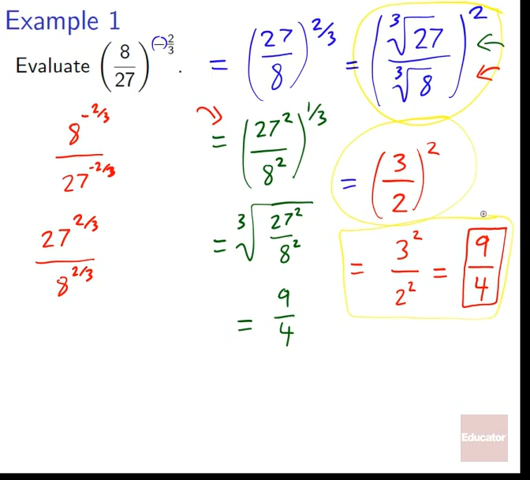 Example 1
Evaluate (8/27)^(-2/3) .
= (27/8)^2/3 = (∛27/∛8)^2
8^-2/3 / 27^-2/3
= (27^2/8^2)^1/3
= (3/2)^2
27^2/3 / 8^2/3
= ∛(27^2/8^2)
= 3^2/2^2 = 9/4
= 9/4
Educator